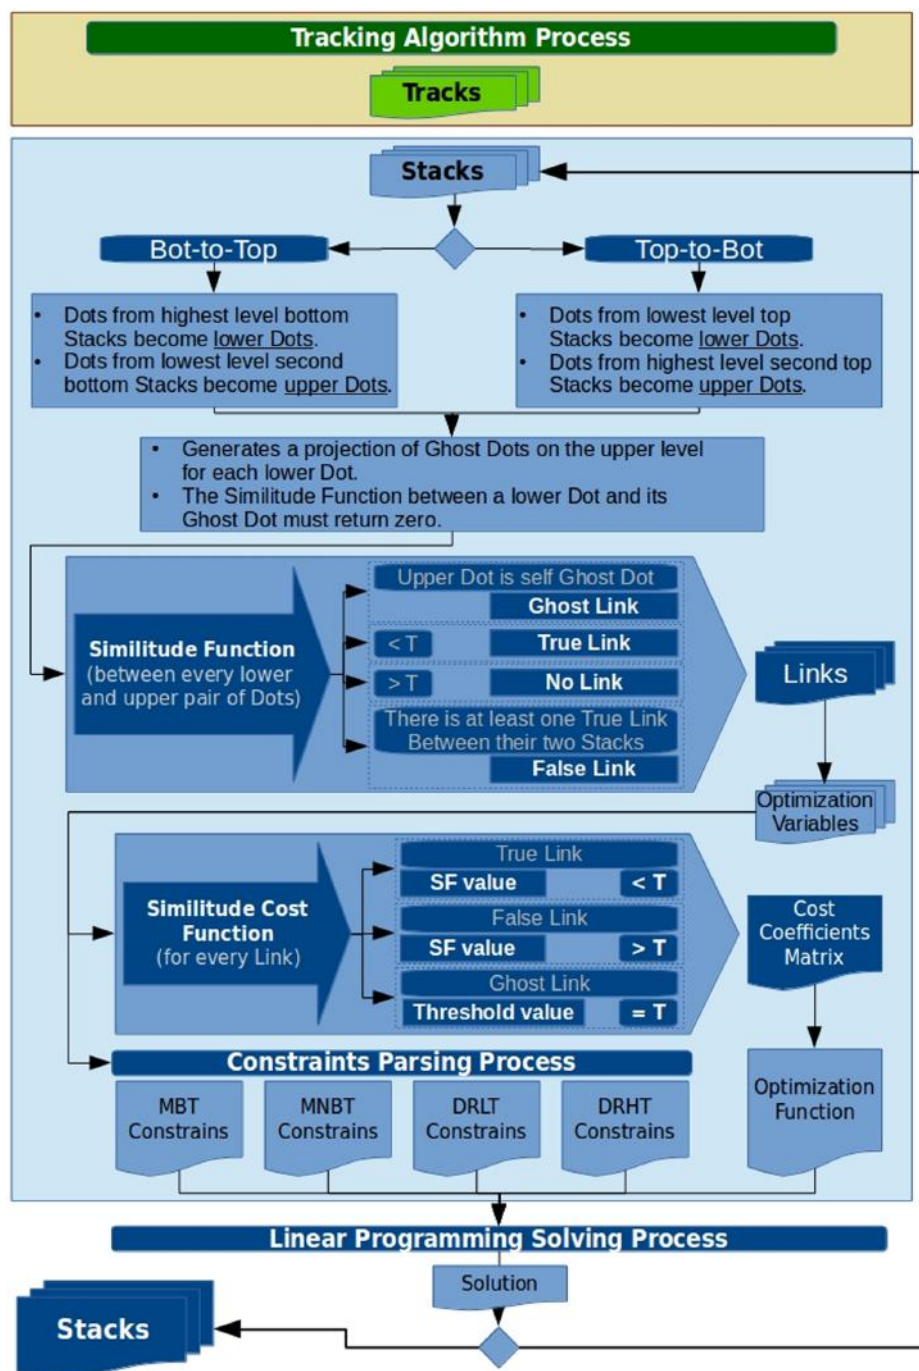 Tracking Algorithm Process
Tracks
Stacks
Bot-to-Top
Top-to-Bot
• Dots from highest level bottom
Stacks become lower Dots.
• Dots from lowest level second
bottom Stacks become upper Dots.
• Dots from lowest level top
Stacks become lower Dots.
• Dots from highest level second top
Stacks become upper Dots.
• Generates a projection of Ghost Dots on the upper level
for each lower Dot.
• The Similitude Function between a lower Dot and its
Ghost Dot must return zero.
Similitude Function
(between every lower
and upper pair of Dots)
Upper Dot is self Ghost Dot
Ghost Link
< T
True Link
> T
No Link
There is at least one True Link
Between their two Stacks
False Link
Links
Optimization
Variables
Similitude Cost
Function
(for every Link)
True Link
SF value
< T
False Link
SF value
> T
Ghost Link
Threshold value
= T
Cost
Coefficients
Matrix
Constraints Parsing Process
MBT
Constrains
MNBT
Constrains
DRLT
Constrains
DRHT
Constrains
Optimization
Function
Linear Programming Solving Process
Solution
Stacks